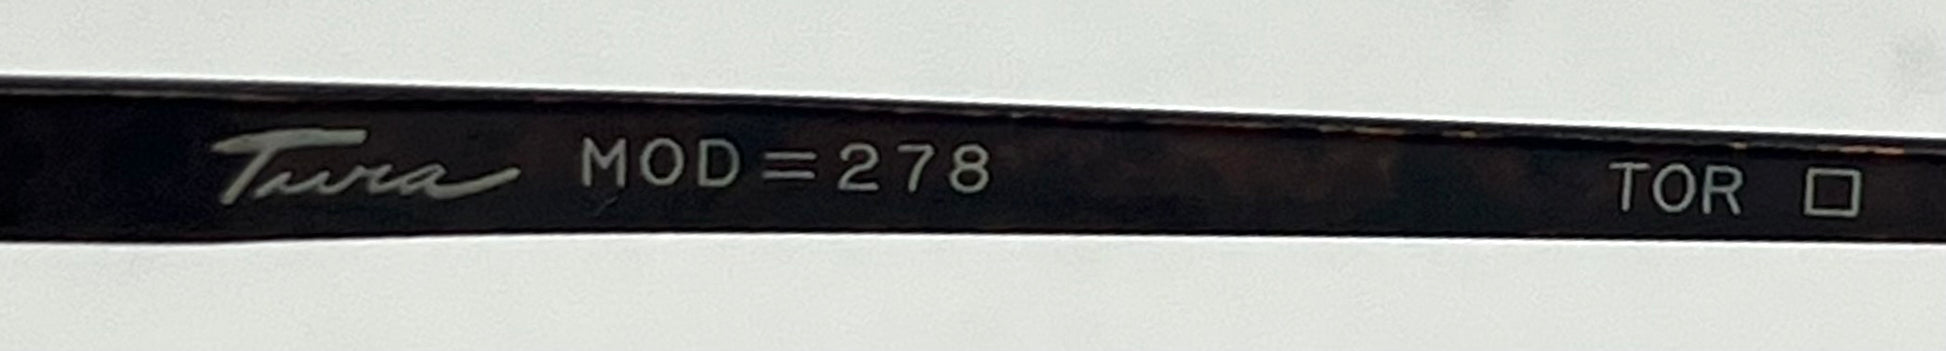 Tura MOD=278 TOR □